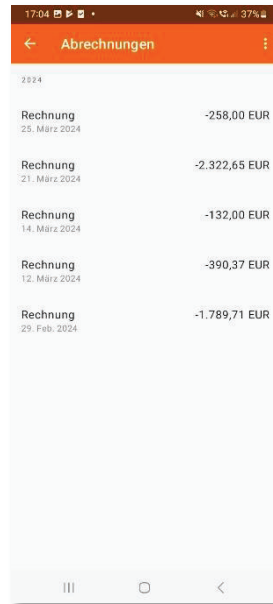 17:04
37%
Abrechnungen
2024
Rechnung -258,00 EUR
25. März 2024
Rechnung -2.322,65 EUR
21. März 2024
Rechnung -132,00 EUR
14. März 2024
Rechnung -390,37 EUR
12. März 2024
Rechnung -1.789,71 EUR
29. Feb. 2024